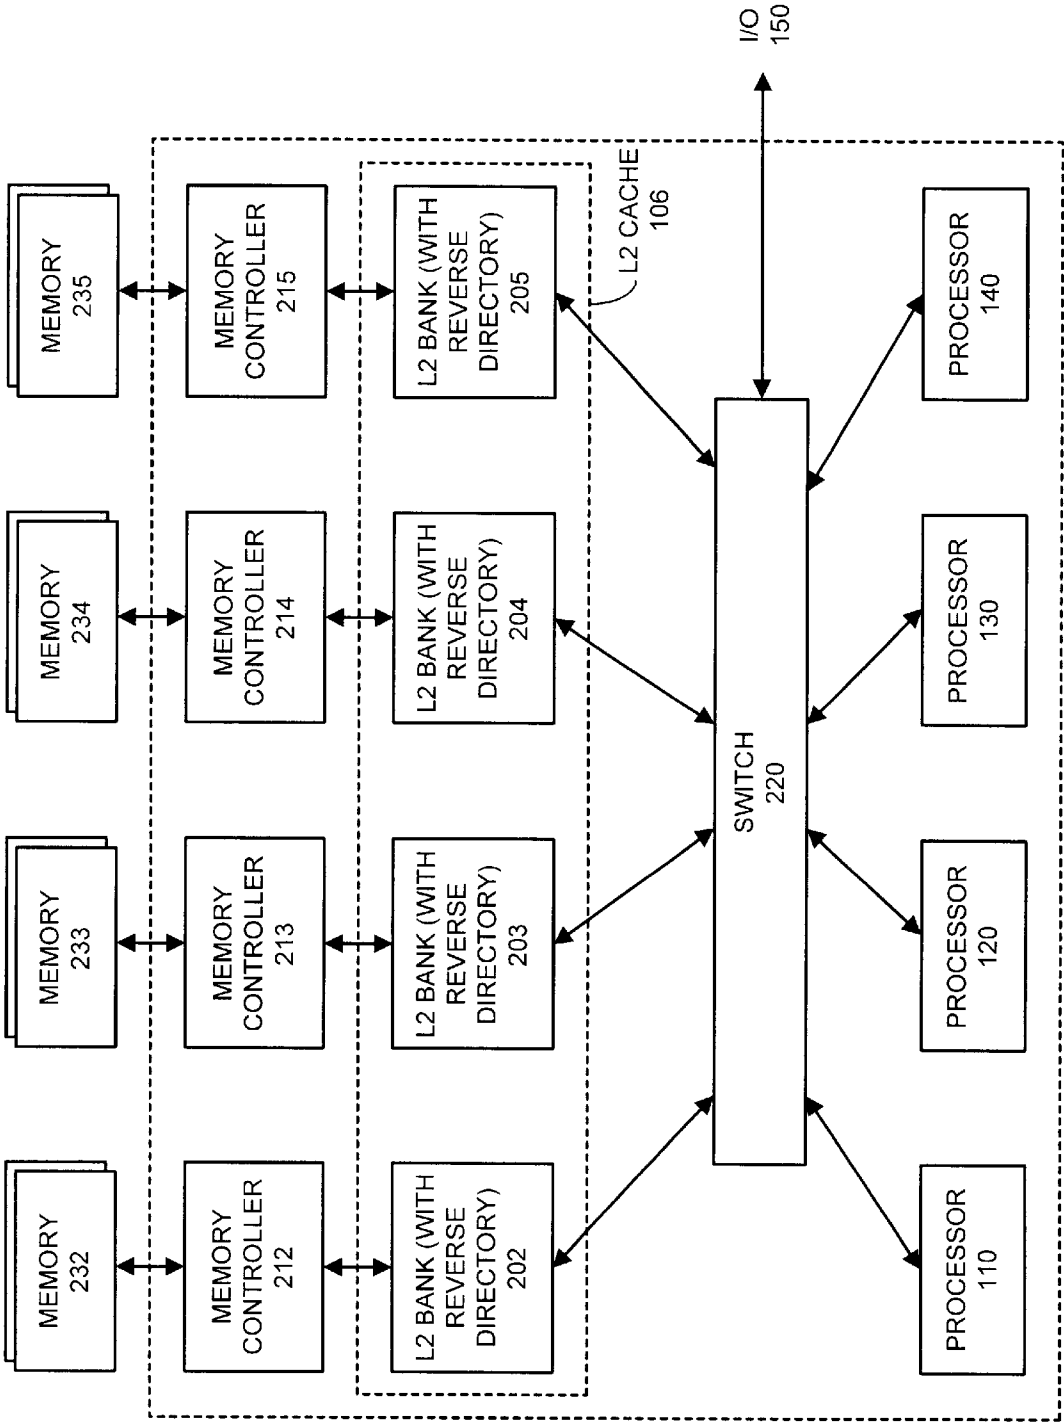 MEMORY
232
MEMORY
233
MEMORY
234
MEMORY
235
MEMORY
CONTROLLER
212
MEMORY
CONTROLLER
213
MEMORY
CONTROLLER
214
MEMORY
CONTROLLER
215
L2 BANK (WITH
REVERSE
DIRECTORY)
202
L2 BANK (WITH
REVERSE
DIRECTORY)
203
L2 BANK (WITH
REVERSE
DIRECTORY)
204
L2 BANK (WITH
REVERSE
DIRECTORY)
205
L2 CACHE
106
SWITCH
220
I/O
150
PROCESSOR
110
PROCESSOR
120
PROCESSOR
130
PROCESSOR
140